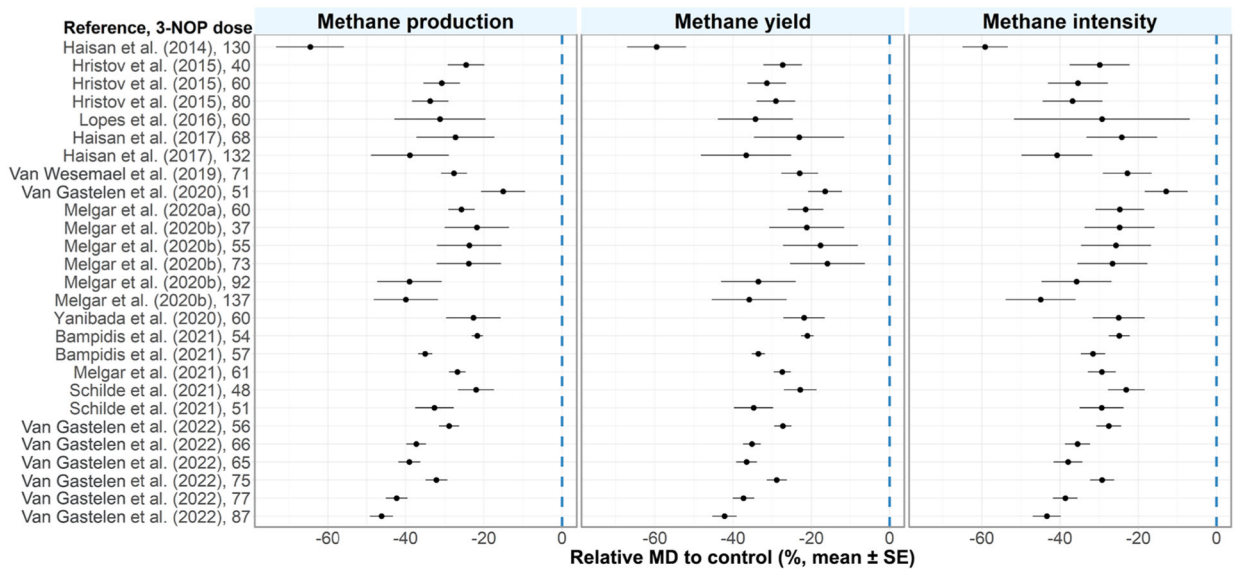 Reference, 3-NOP dose
Methane production
Methane yield
Methane intensity
Haisan et al. (2014), 130
Hristov et al. (2015), 40
Hristov et al. (2015), 60
Hristov et al. (2015), 80
Lopes et al. (2016), 60
Haisan et al. (2017), 68
Haisan et al. (2017), 132
Van Wesemael et al. (2019), 71
Van Gastelen et al. (2020), 51
Melgar et al. (2020a), 60
Melgar et al. (2020b), 37
Melgar et al. (2020b), 55
Melgar et al. (2020b), 73
Melgar et al. (2020b), 92
Melgar et al. (2020b), 137
Yanibada et al. (2020), 60
Bampidis et al. (2021), 54
Bampidis et al. (2021), 57
Melgar et al. (2021), 61
Schilde et al. (2021), 48
Schilde et al. (2021), 51
Van Gastelen et al. (2022), 56
Van Gastelen et al. (2022), 66
Van Gastelen et al. (2022), 65
Van Gastelen et al. (2022), 75
Van Gastelen et al. (2022), 77
Van Gastelen et al. (2022), 87
-60 -40 -20 0
-60 -40 -20 0
-60 -40 -20 0
Relative MD to control (%, mean ± SE)